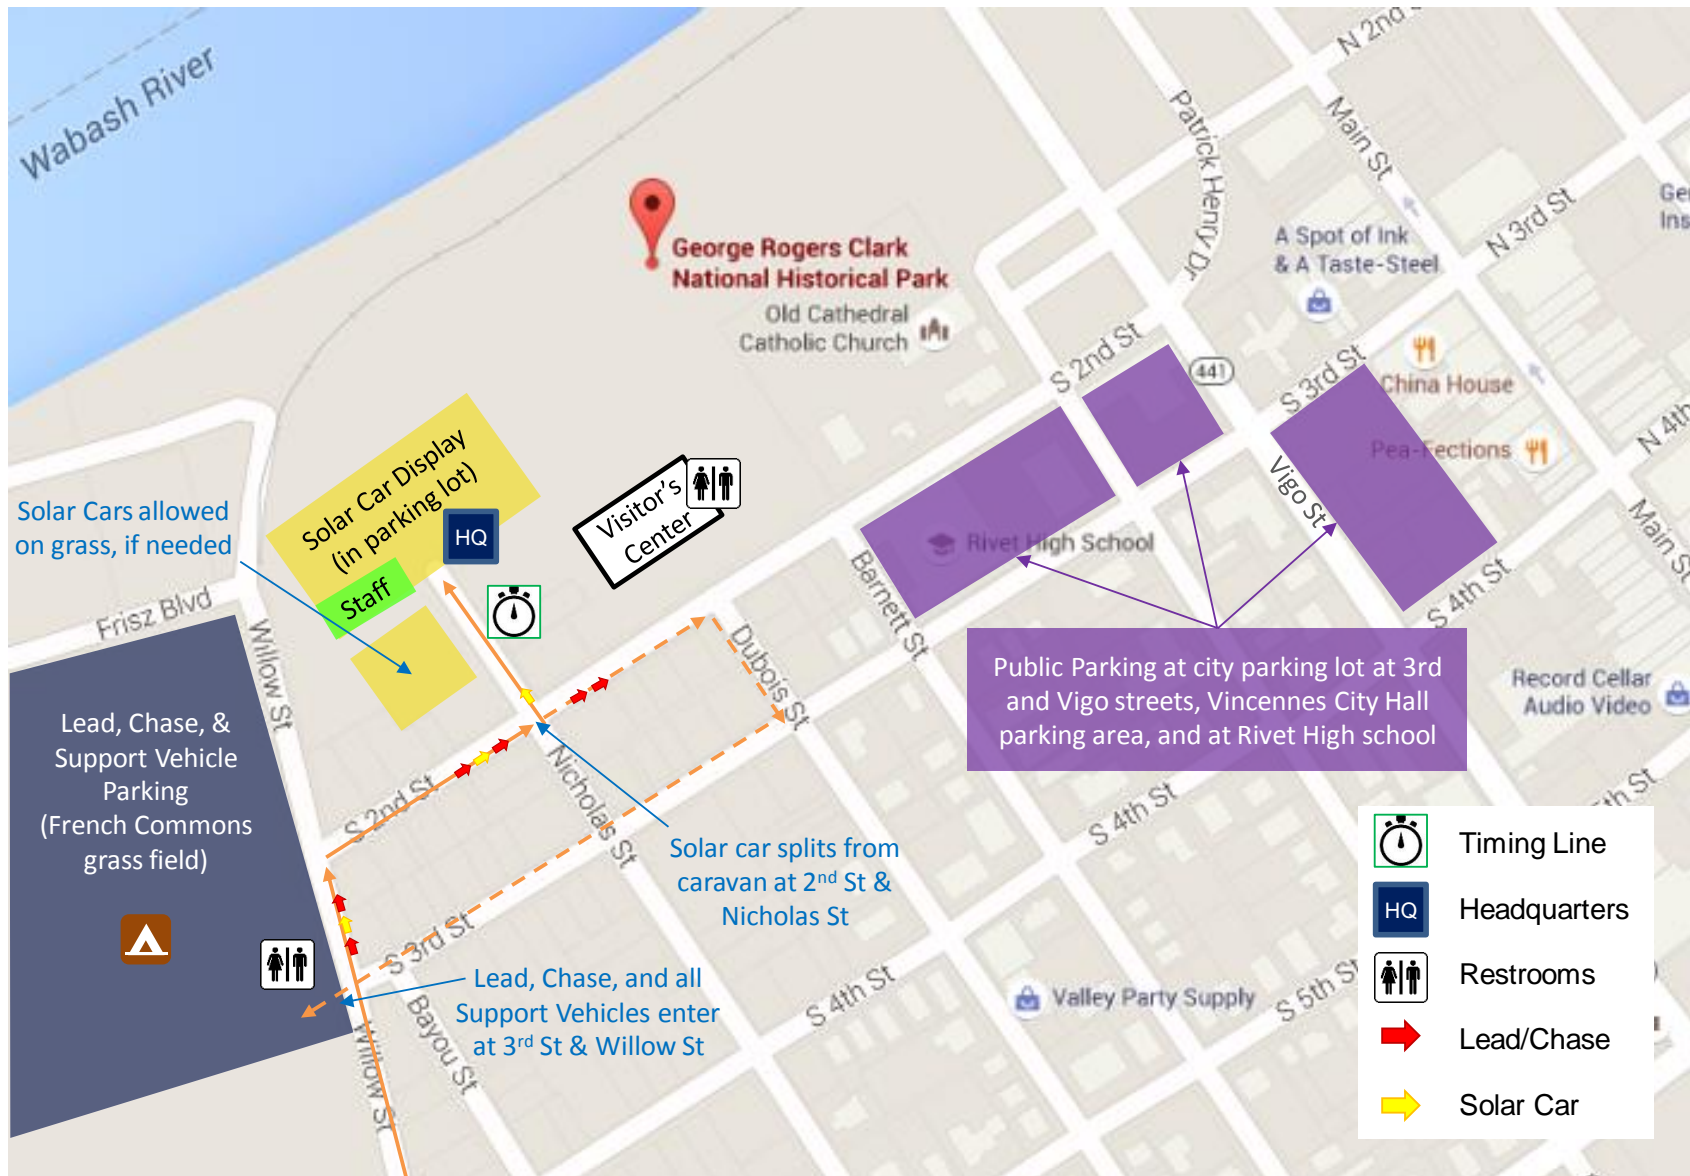 Wabash River
N 2nd St
Patrick Henry Dr
Main St
N 3rd St
A Spot of Ink
& A Taste-Steel
George Rogers Clark
National Historical Park
Old Cathedral
Catholic Church
S 2nd St
441
S 3rd St
China House
N 4th
Pea-Fections
Main St
Vigo St
S 4th St
Solar Car Display
(in parking lot)
HQ
Staff
Visitor's
Center
Solar Cars allowed
on grass, if needed
Frisz Blvd
Willow St
Rivet High School
Barnett St
Dubois St
Lead, Chase, &
Support Vehicle
Parking
(French Commons
grass field)
Public Parking at city parking lot at 3rd
and Vigo streets, Vincennes City Hall
parking area, and at Rivet High school
Record Cellar
Audio Video
S 2nd St
Nicholas St
Solar car splits from
caravan at 2nd St &
Nicholas St
S 4th St
S 3rd St
Lead, Chase, and all
Support Vehicles enter
at 3rd St & Willow St
Bayou St
Willow St
S 4th St
Valley Party Supply
S 5th St
Timing Line
HQ
Headquarters
Restrooms
Lead/Chase
Solar Car